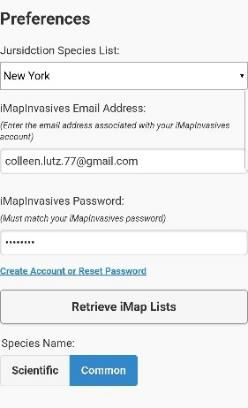 Preferences
Jursidction Species List:
New York
iMapInvasives Email Address:
(Enter the email address associated with your iMapInvasives
account)
colleen.lutz.77@gmail.com
iMapInvasives Password:
(Must match your iMapInvasives password)
••••••••
Create Account or Reset Password
Retrieve iMap Lists
Species Name:
Scientific Common